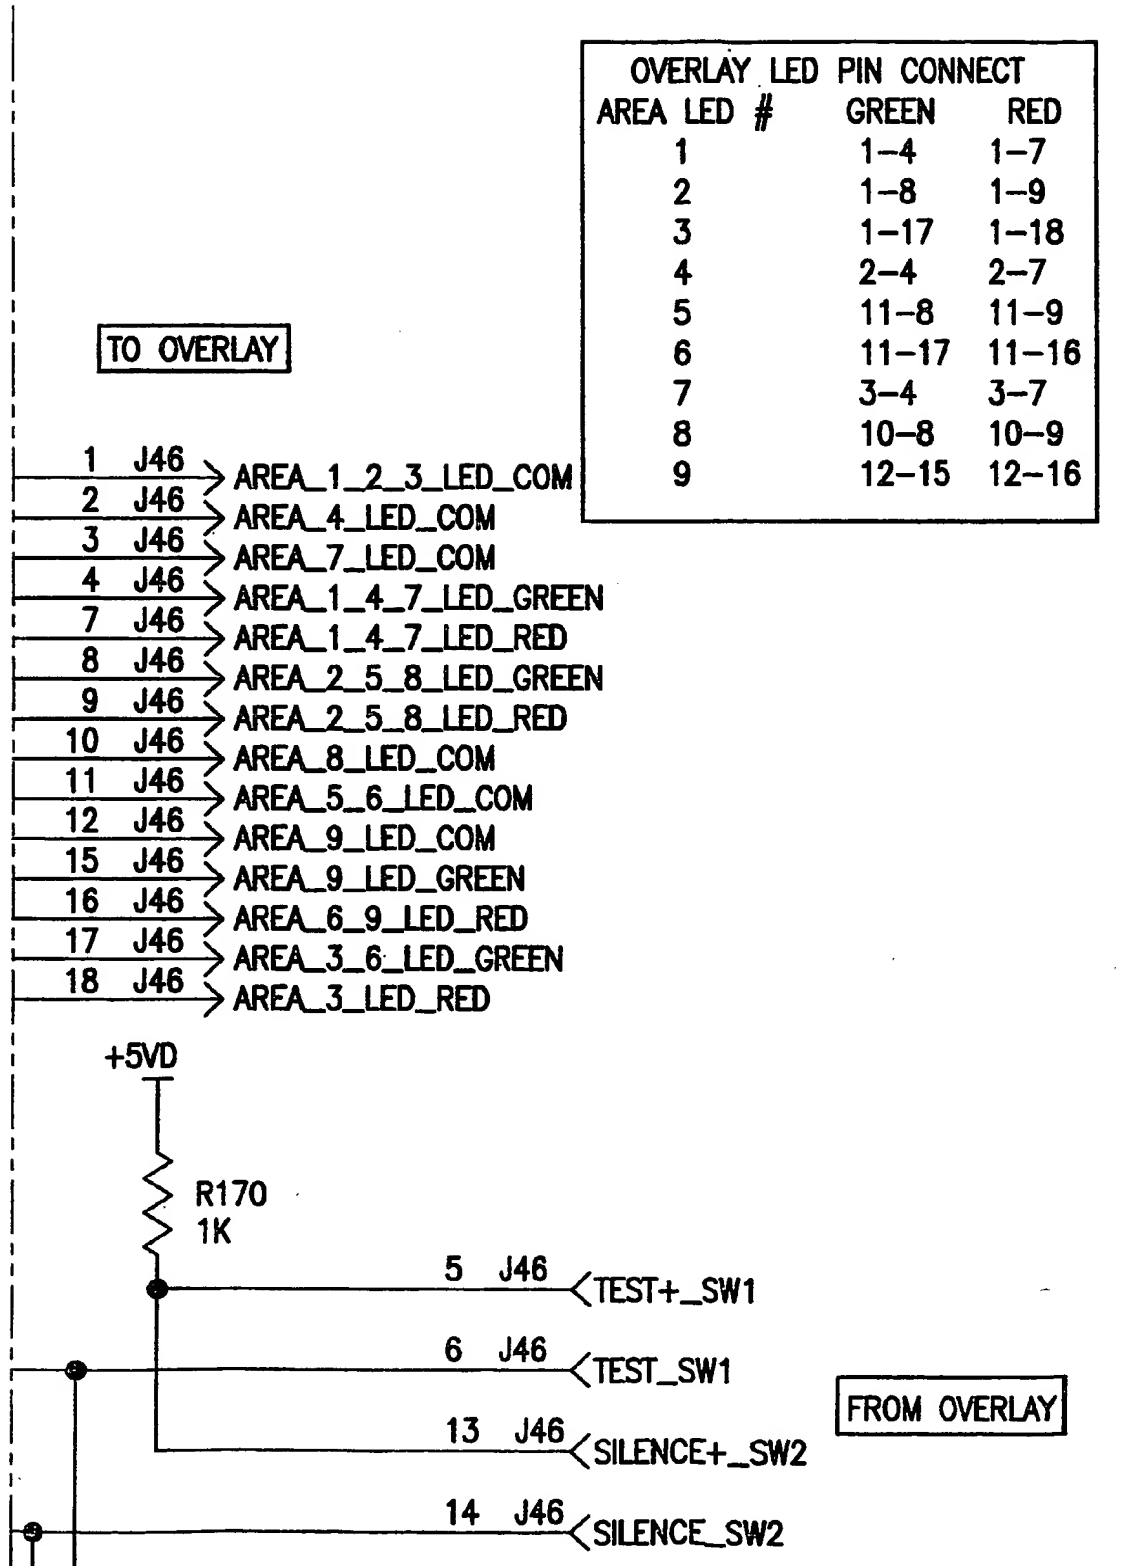 OVERLAY LED PIN CONNECT
AREA LED # GREEN RED
1 1-4 1-7
2 1-8 1-9
3 1-17 1-18
4 2-4 2-7
5 11-8 11-9
6 11-17 11-16
7 3-4 3-7
8 10-8 10-9
9 12-15 12-16
TO OVERLAY
1 J46 AREA_1_2_3_LED_COM
2 J46 AREA_4_LED_COM
3 J46 AREA_7_LED_COM
4 J46 AREA_1_4_7_LED_GREEN
7 J46 AREA_1_4_7_LED_RED
8 J46 AREA_2_5_8_LED_GREEN
9 J46 AREA_2_5_8_LED_RED
10 J46 AREA_8_LED_COM
11 J46 AREA_5_6_LED_COM
12 J46 AREA_9_LED_COM
15 J46 AREA_9_LED_GREEN
16 J46 AREA_6_9_LED_RED
17 J46 AREA_3_6_LED_GREEN
18 J46 AREA_3_LED_RED
+5VD
R170
1K
5 J46 TEST+_SW1
6 J46 TEST_SW1
FROM OVERLAY
13 J46 SILENCE+_SW2
14 J46 SILENCE_SW2